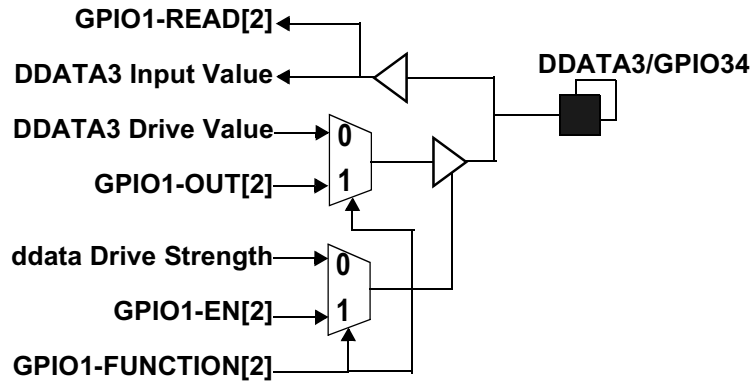 GPIO1-READ[2]
DDATA3 Input Value
DDATA3/GPIO34
DDATA3 Drive Value
0
GPIO1-OUT[2]
1
ddata Drive Strength
0
GPIO1-EN[2]
1
GPIO1-FUNCTION[2]